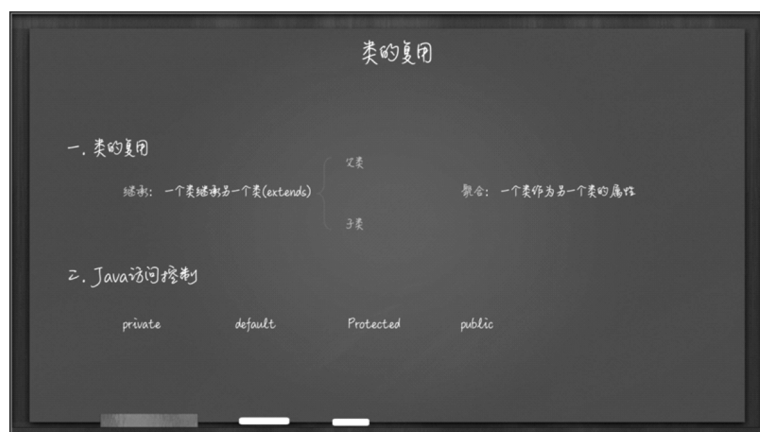 类的复用
一. 类的复用
父类
继承: 一个类继承另一个类(extends)
聚合: 一个类作为另一个类的属性
子类
二. Java访问控制
private default Protected public